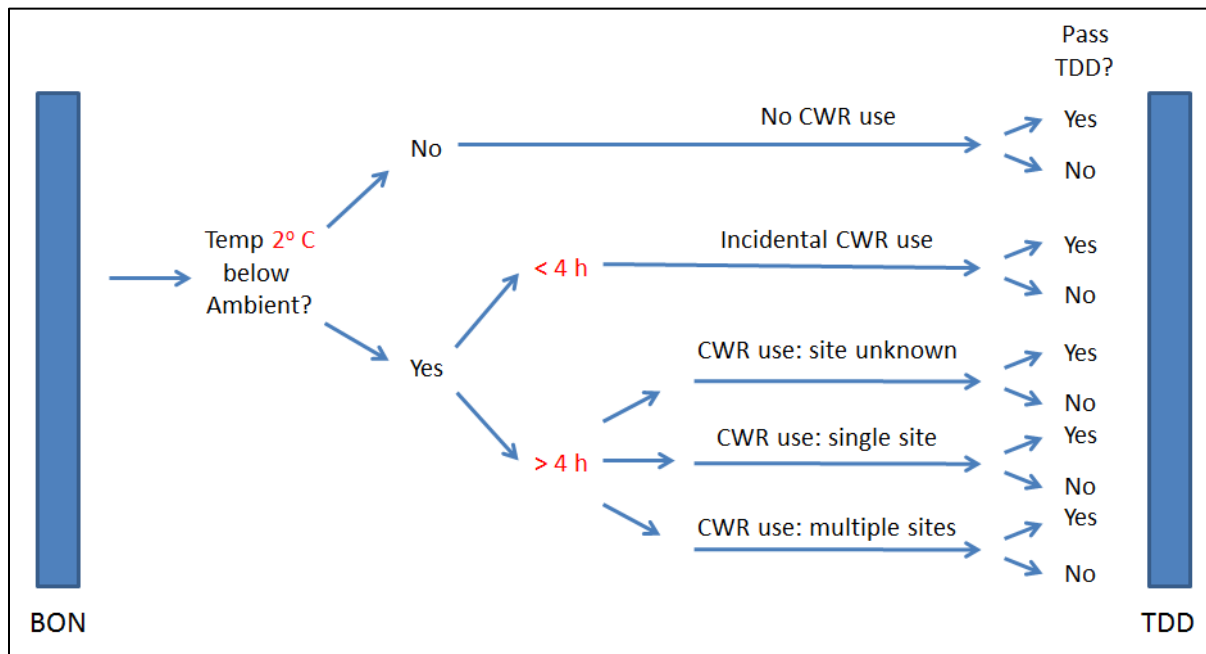 Pass
TDD?
No CWR use
Yes
No
No
Temp 2º C
below
Ambient?
Incidental CWR use
< 4 h
Yes
No
Yes
CWR use: site unknown
Yes
No
> 4 h
CWR use: single site
Yes
No
CWR use: multiple sites
Yes
No
BON
TDD